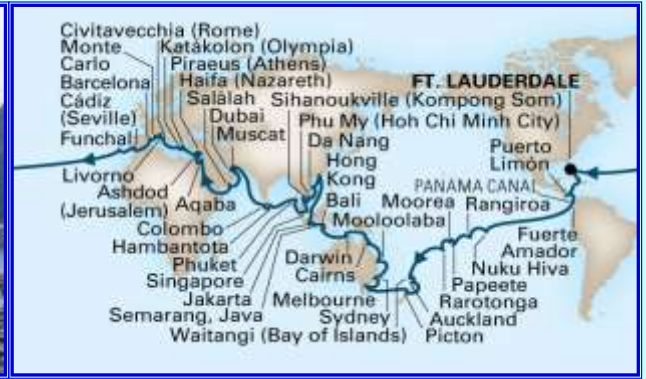 Civitavecchia (Rome)
Monte Carlo
Katákolon (Olympia)
Piraeus (Athens)
Barcelona
Haifa (Nazareth)
FT. LAUDERDALE
Cádiz (Seville)
Salalah
Sihanoukville (Kompong Som)
Dubai
Phu My (Hoh Chi Minh City)
Funchal
Muscat
Da Nang
Puerto Limón
Hong Kong
Livorno
PANAMA CANAL
Ashdod (Jerusalem)
Aqaba
Bali
Moorea
Rangiroa
Colombo
Mooloolaba
Hambantota
Fuerte Amador
Phuket
Darwin
Nuku Hiva
Singapore
Cairns
Papeete
Jakarta
Melbourne
Rarotonga
Semarang, Java
Sydney
Auckland
Waitangi (Bay of Islands)
Picton